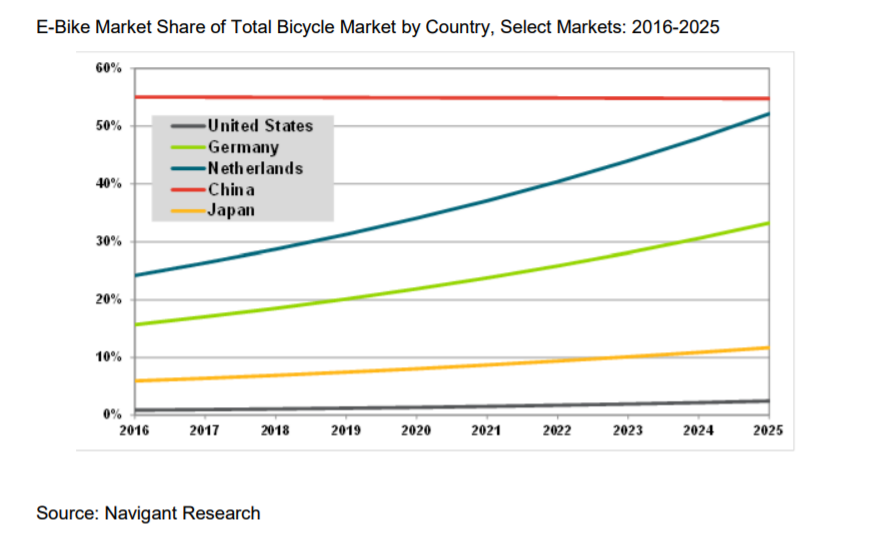 E-Bike Market Share of Total Bicycle Market by Country, Select Markets: 2016-2025
60%
50%
40%
30%
20%
10%
0%
United States
Germany
Netherlands
China
Japan
2016 2017 2018 2019 2020 2021 2022 2023 2024 2025
Source: Navigant Research